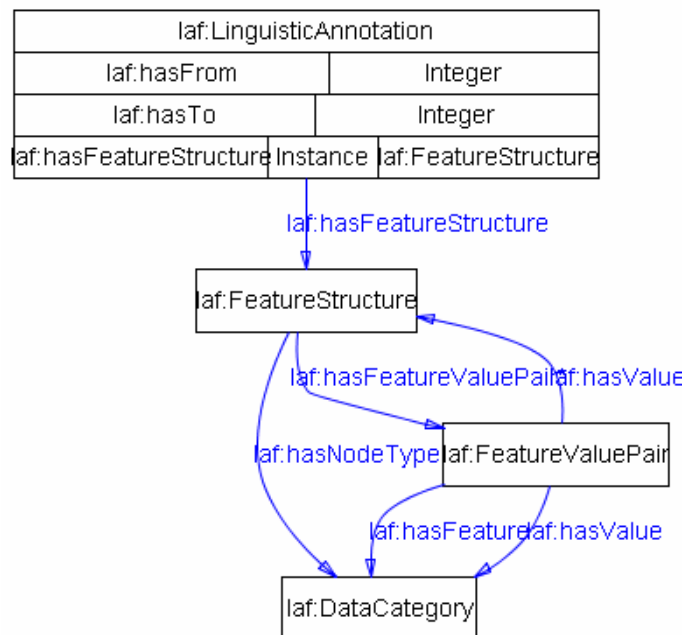 laf:LinguisticAnnotation
laf:hasFrom Integer
laf:hasTo Integer
laf:hasFeatureStructure Instance laf:FeatureStructure
laf:hasFeatureStructure
laf:FeatureStructure
laf:hasFeatureValuePair laf:hasValue
laf:hasNodeType laf:FeatureValuePair
laf:hasFeature laf:hasValue
laf:DataCategory